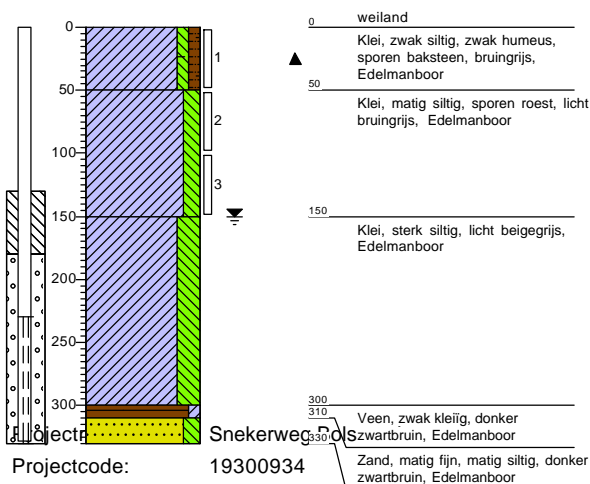 0
50
100
150
200
250
300
1
2
3
0
weiland
Klei, zwak siltig, zwak humeus,
sporen baksteen, bruingrijs,
Edelmanboor
50
Klei, matig siltig, sporen roest, licht
bruingrijs, Edelmanboor
150
Klei, sterk siltig, licht beigegrijs,
Edelmanboor
300
310
Veen, zwak kleiïg, donker
zwartbruin, Edelmanboor
330
Zand, matig fijn, matig siltig, donker
zwartbruin, Edelmanboor
Snekerweg
Projectcode: 19300934